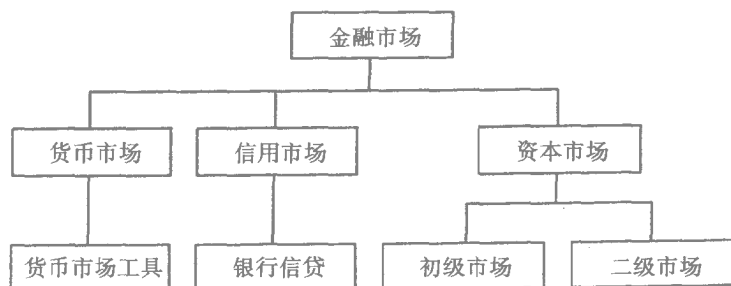 金融市场
货币市场
信用市场
资本市场
货币市场工具
银行信贷
初级市场
二级市场